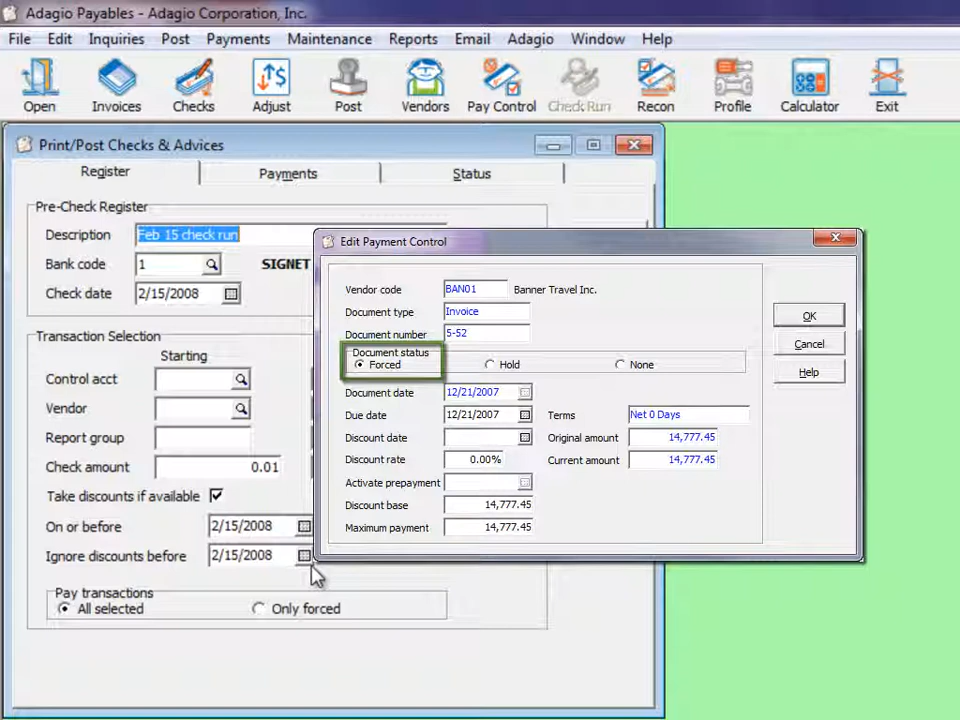 Adagio Payables - Adagio Corporation, Inc.
File Edit Inquiries Post Payments Maintenance Reports Email Adagio Window Help
Open Invoices Checks Adjust Post Vendors Pay Control Check Run Recon Profile Calculator Exit
Print/Post Checks & Advices
Register Payments Status
Pre-Check Register
Description Feb 15 check run
Bank code 1 SIGNET
Check date 2/15/2008
Transaction Selection
Starting
Control acct
Vendor
Report group
Check amount 0.01
Take discounts if available
On or before 2/15/2008
Ignore discounts before 2/15/2008
Pay transactions
All selected Only forced
Edit Payment Control
Vendor code BAN01 Banner Travel Inc.
Document type Invoice
Document number 5-52
Document status
Forced Hold None
Document date 12/21/2007
Due date 12/21/2007 Terms Net 0 Days
Discount date Original amount 14,777.45
Discount rate 0.00% Current amount 14,777.45
Activate prepayment
Discount base 14,777.45
Maximum payment 14,777.45
OK
Cancel
Help